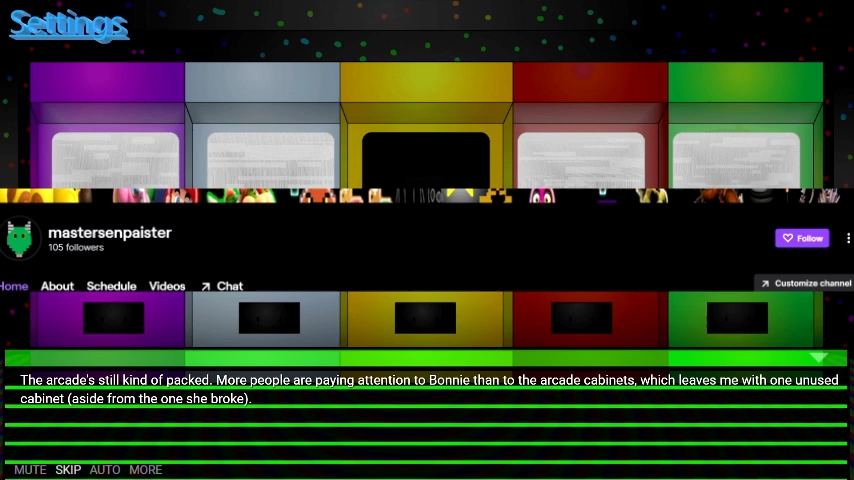 Settings
mastersenpaister
105 followers
Follow
Home About Schedule Videos Chat
Customize channel
The arcade's still kind of packed. More people are paying attention to Bonnie than to the arcade cabinets, which leaves me with one unused
cabinet (aside from the one she broke).
MUTE SKIP AUTO MORE